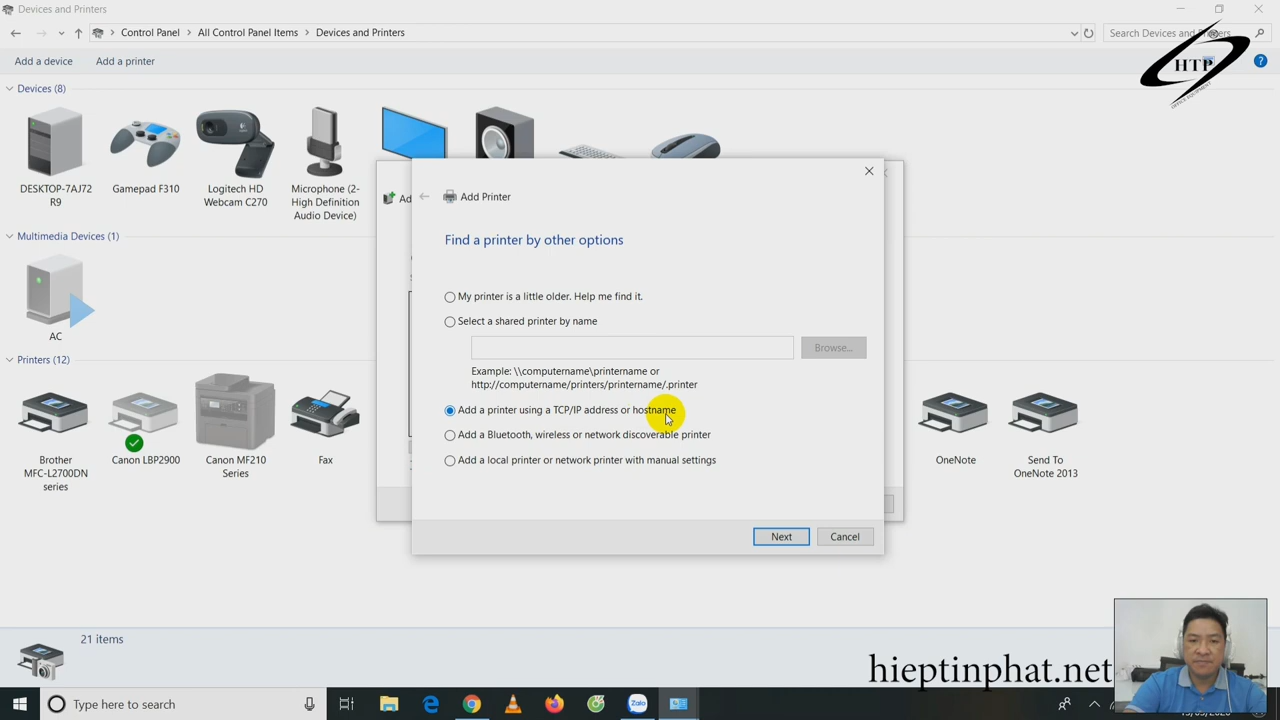 Devices and Printers
Control Panel
All Control Panel Items
Devices and Printers
Search Devices and Printers
Add a device
Add a printer
HTP
OFFICE EQUIPMENT
Devices (8)
DESKTOP-7AJ72
R9
Gamepad F310
Logitech HD
Webcam C270
Microphone (2-
High Definition
Audio Device)
Multimedia Devices (1)
AC
Printers (12)
Brother
MFC-L2700DN
series
Canon LBP2900
Canon MF210
Series
Fax
OneNote
Send To
OneNote 2013
Ad
Add Printer
Find a printer by other options
My printer is a little older. Help me find it.
Select a shared printer by name
Browse...
Example: \\computername\printername or
http://computername/printers/printername/.printer
Add a printer using a TCP/IP address or hostname
Add a Bluetooth, wireless or network discoverable printer
Add a local printer or network printer with manual settings
Next
Cancel
21 items
hieptinphat.net
Type here to search
Zalo